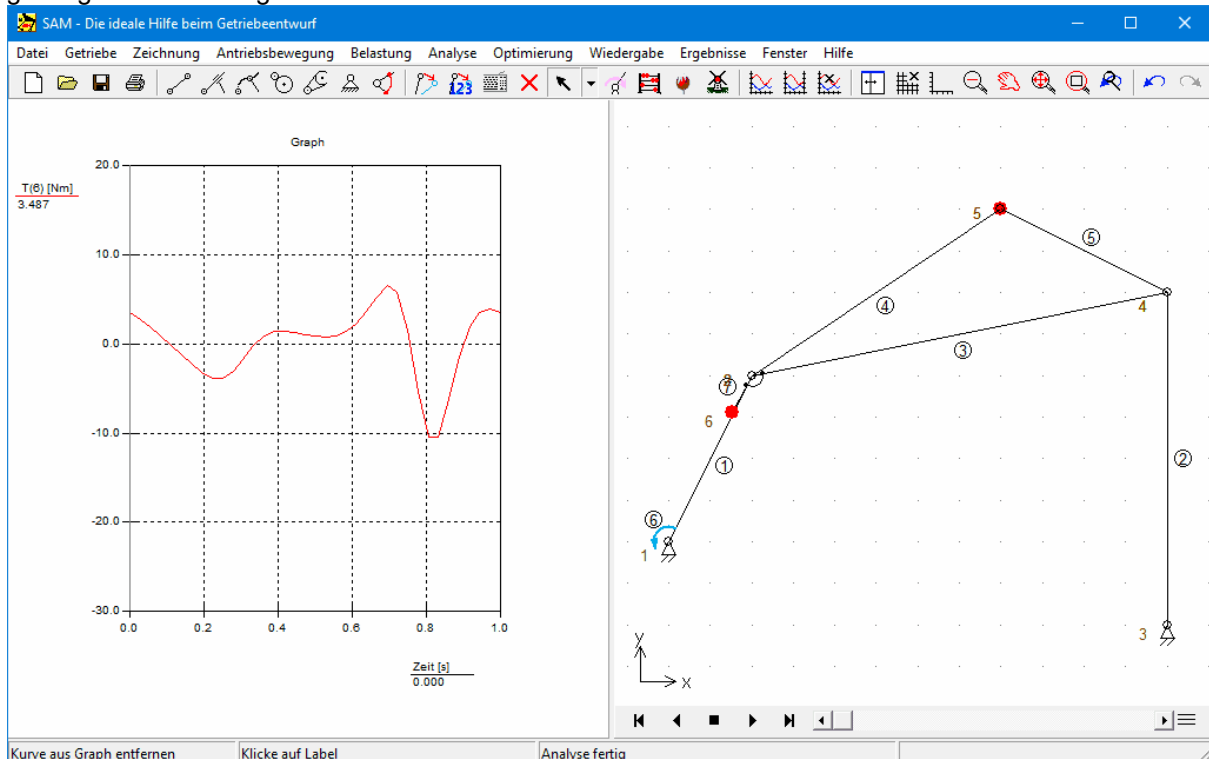 SAM - Die ideale Hilfe beim Getriebeentwurf
Datei Getriebe Zeichnung Antriebsbewegung Belastung Analyse Optimierung Wiedergabe Ergebnisse Fenster Hilfe
123
Graph
T(6) [Nm]
3.487
20.0
10.0
0.0
-10.0
-20.0
-30.0
0.0 0.2 0.4 0.6 0.8 1.0
Zeit [s]
0.000
5
5
4
4
3
7
6
1
2
6
1
3
y
x
Kurve aus Graph entfernen Klicke auf Label Analyse fertig